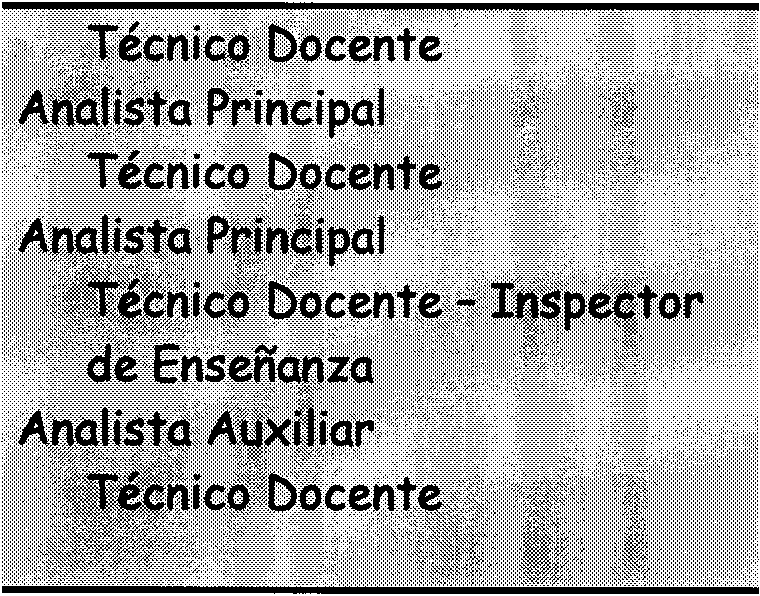 Técnico Docente
Analista Principal
Técnico Docente
Analista Principal
Técnico Docente – Inspector
de Enseñanza
Analista Auxiliar
Técnico Docente